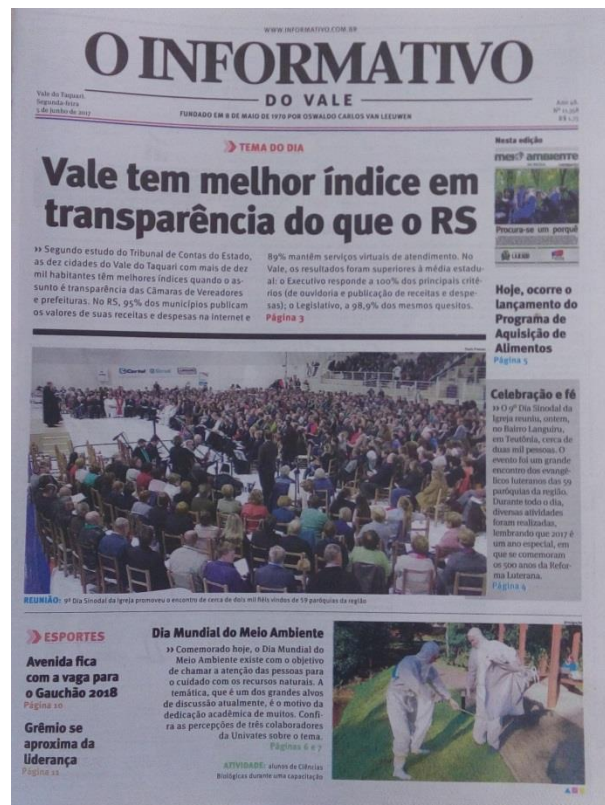 WWW.INFORMATIVO.COM.BR
O INFORMATIVO
DO VALE
Vale do Taquari,
Segunda-feira
5 de junho de 2017
FUNDADO EM 8 DE MAIO DE 1970 POR OSWALDO CARLOS VAN LEEUWEN
TEMA DO DIA
Vale tem melhor índice em
transparência do que o RS
›› Segundo estudo do Tribunal de Contas do Estado,
as dez cidades do Vale do Taquari com mais de dez
mil habitantes têm melhores índices quando o as-
sunto é transparência das Câmaras de Vereadores
e prefeituras. No RS, 95% dos municípios publicam
os valores de suas receitas e despesas na internet e
89% mantêm serviços virtuais de atendimento. No
Vale, os resultados foram superiores à média estadu-
al: o Executivo responde a 100% dos principais crité-
rios (de ouvidoria e publicação de receitas e despe-
sas); o Legislativo, a 98,9% dos mesmos quesitos.
Página 3
Nesta edição
ambiente
Procura-se um porquê
Hoje, ocorre o
lançamento do
Programa de
Aquisição de
Alimentos
Página 5
Celebração e fé
›› O 9º Dia Sinodal da
Igreja reuniu, ontem,
no Bairro Languiru,
em Teutônia, cerca de
duas mil pessoas. O
evento foi um grande
encontro dos evangé-
licos luteranos das 59
paróquias da região.
Durante todo o dia,
diversas atividades
foram realizadas,
lembrando que 2017 é
um ano especial, em
que se comemoram
os 500 anos da Refor-
ma Luterana.
Página 4
REUNIÃO: 9º Dia Sinodal da Igreja promoveu o encontro de cerca de dois mil fiéis vindos de 59 paróquias da região
ESPORTES
Avenida fica
com a vaga para
o Gauchão 2018
Página 10
Grêmio se
aproxima da
liderança
Página 11
Dia Mundial do Meio Ambiente
›› Comemorado hoje, o Dia Mundial do
Meio Ambiente existe com o objetivo
de chamar a atenção das pessoas para
o cuidado com os recursos naturais. A
temática, que é um dos grandes alvos
de discussão atualmente, é o motivo da
dedicação acadêmica de muitos. Confi-
ra as percepções de três colaboradores
da Univates sobre o tema.
Páginas 6 e 7
ATIVIDADE: alunos de Ciências
Biológicas durante uma capacitação